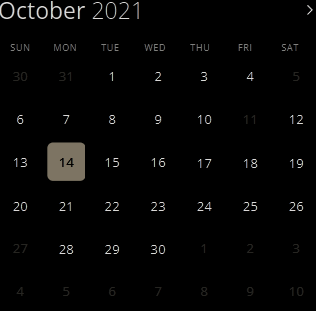 October 2021
SUN MON TUE WED THU FRI SAT
30 31 1 2 3 4 5
6 7 8 9 10 11 12
13 14 15 16 17 18 19
20 21 22 23 24 25 26
27 28 29 30 1 2 3
4 5 6 7 8 9 10